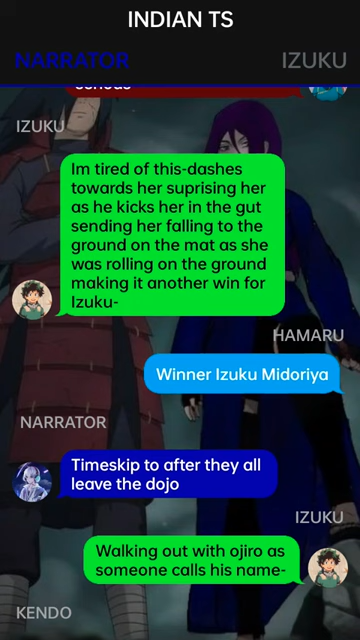 INDIAN TS
NARRATOR
IZUKU
serious
IZUKU
Im tired of this-dashes
towards her suprising her
as he kicks her in the gut
sending her falling to the
ground on the mat as she
was rolling on the ground
making it another win for
Izuku-
HAMARU
Winner Izuku Midoriya
NARRATOR
Timeskip to after they all
leave the dojo
IZUKU
Walking out with ojiro as
someone calls his name-
KENDO